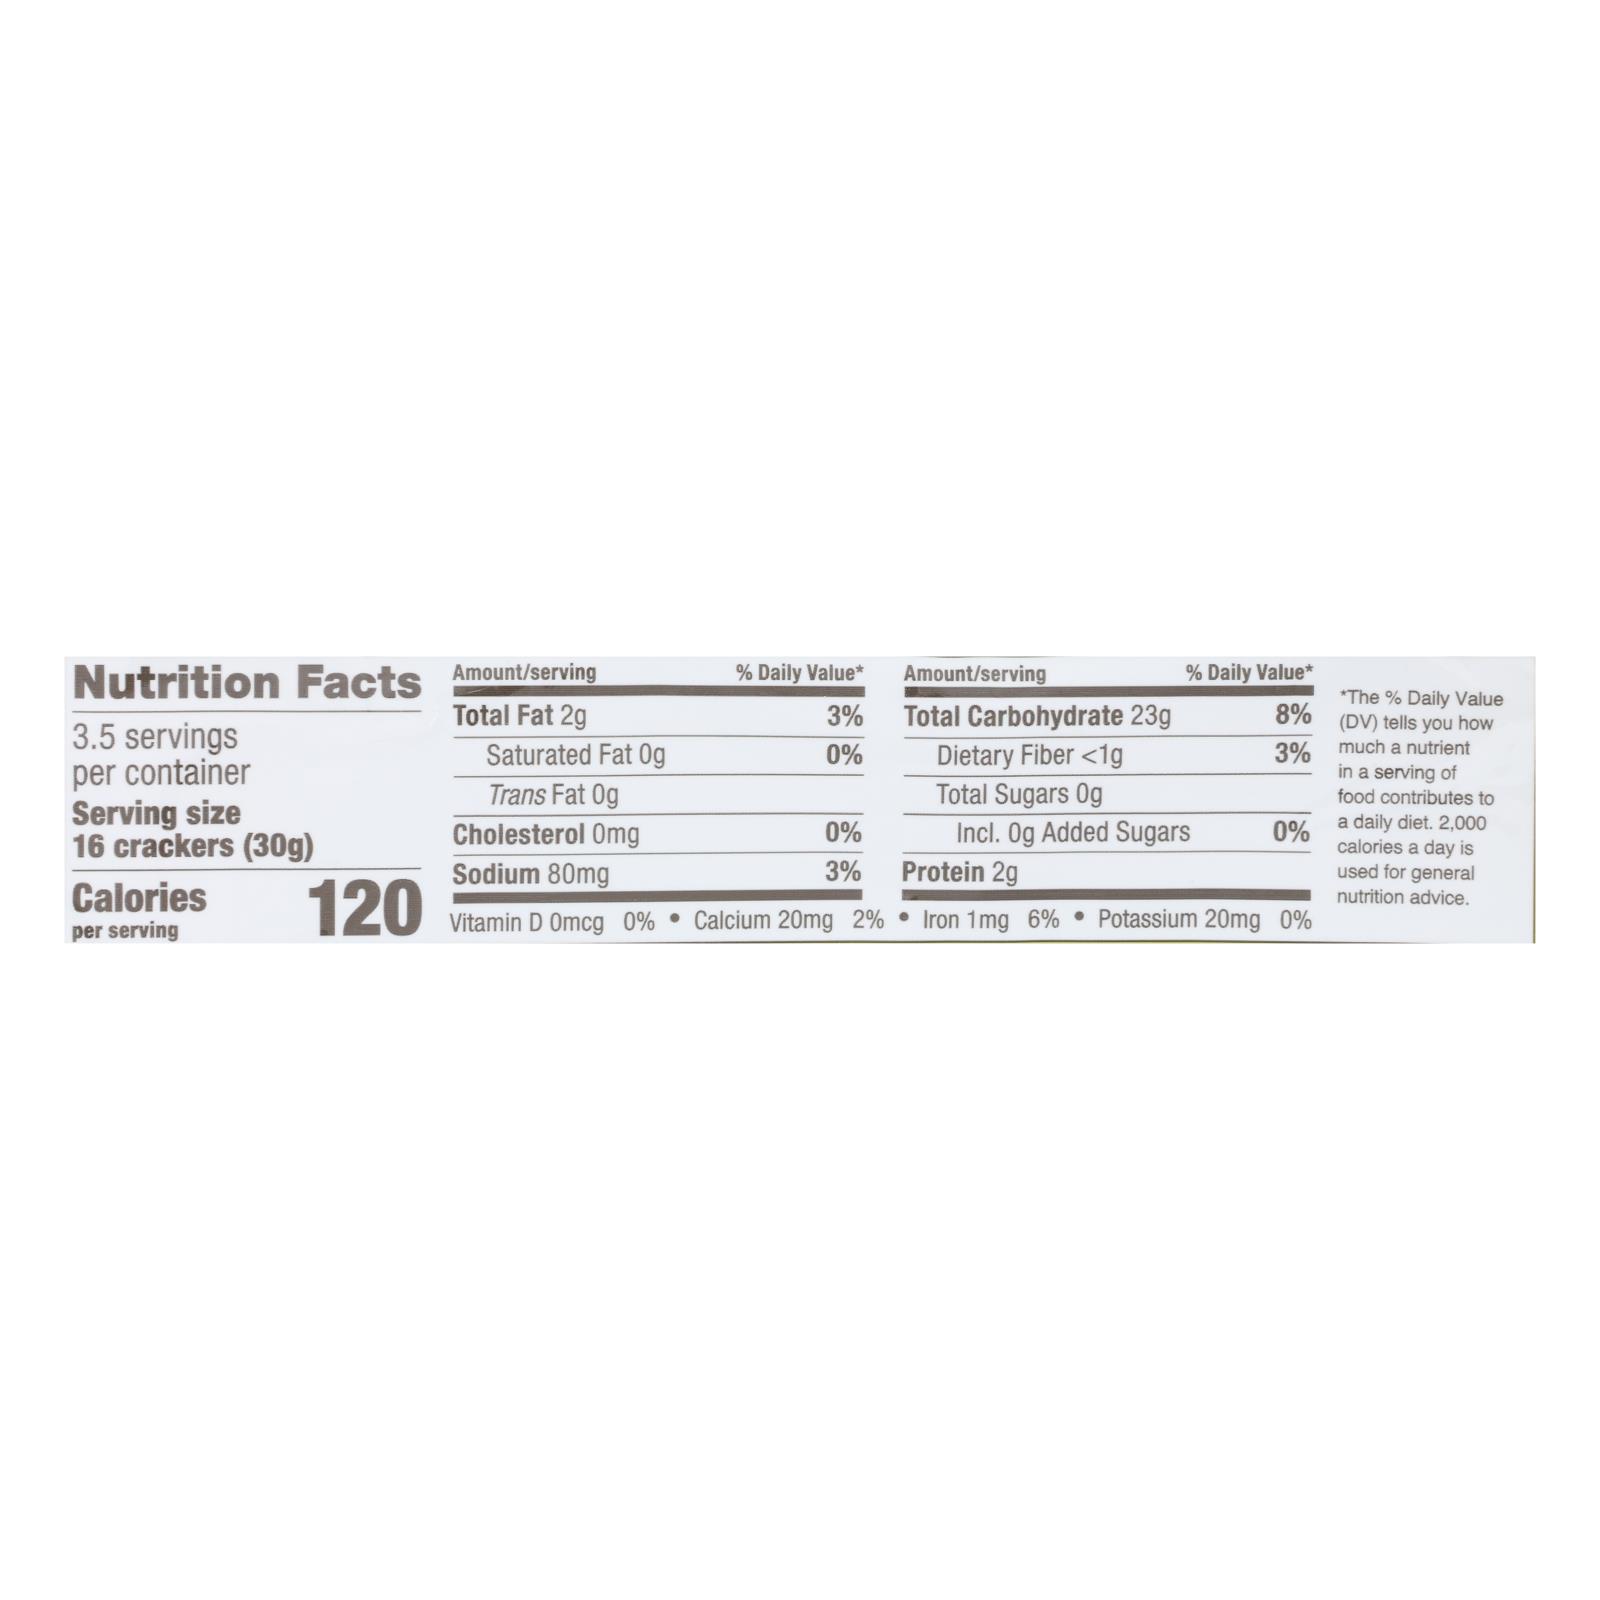 Nutrition Facts
3.5 servings
per container
Serving size
16 crackers (30g)
Calories 120
per serving
Amount/serving % Daily Value*
Total Fat 2g 3%
Saturated Fat 0g 0%
Trans Fat 0g
Cholesterol 0mg 0%
Sodium 80mg 3%
Amount/serving % Daily Value*
Total Carbohydrate 23g 8%
Dietary Fiber <1g 3%
Total Sugars 0g
Incl. 0g Added Sugars 0%
Protein 2g
Vitamin D 0mcg 0% • Calcium 20mg 2% • Iron 1mg 6% • Potassium 20mg 0%
*The % Daily Value
(DV) tells you how
much a nutrient
in a serving of
food contributes to
a daily diet. 2,000
calories a day is
used for general
nutrition advice.